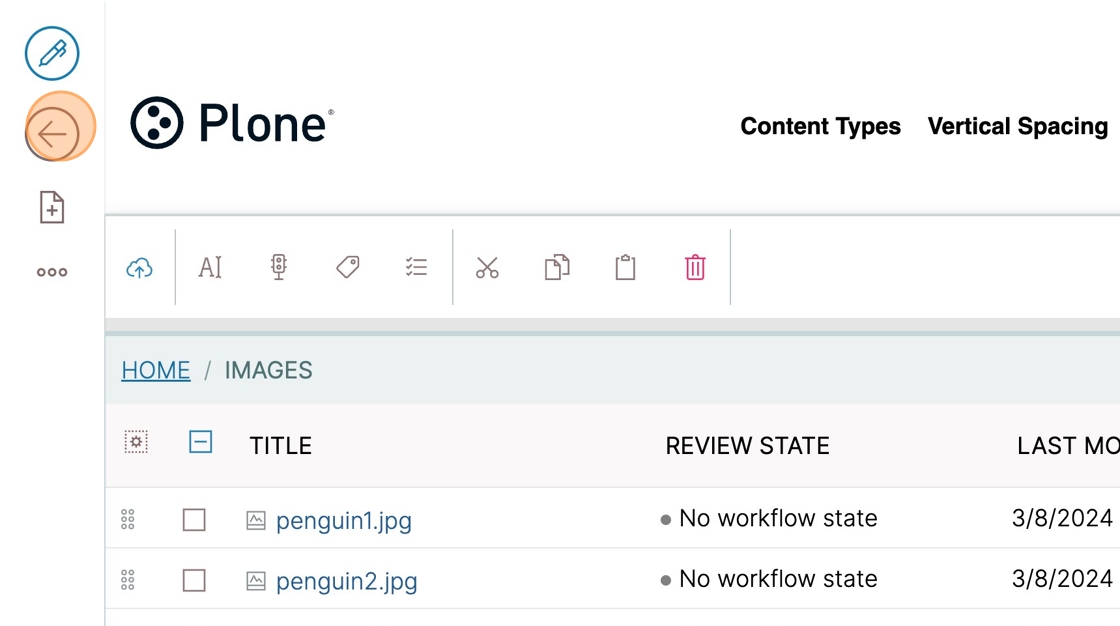 Plone®
Content Types Vertical Spacing
AI
HOME / IMAGES
TITLE REVIEW STATE LAST MO
penguin1.jpg No workflow state 3/8/2024
penguin2.jpg No workflow state 3/8/2024